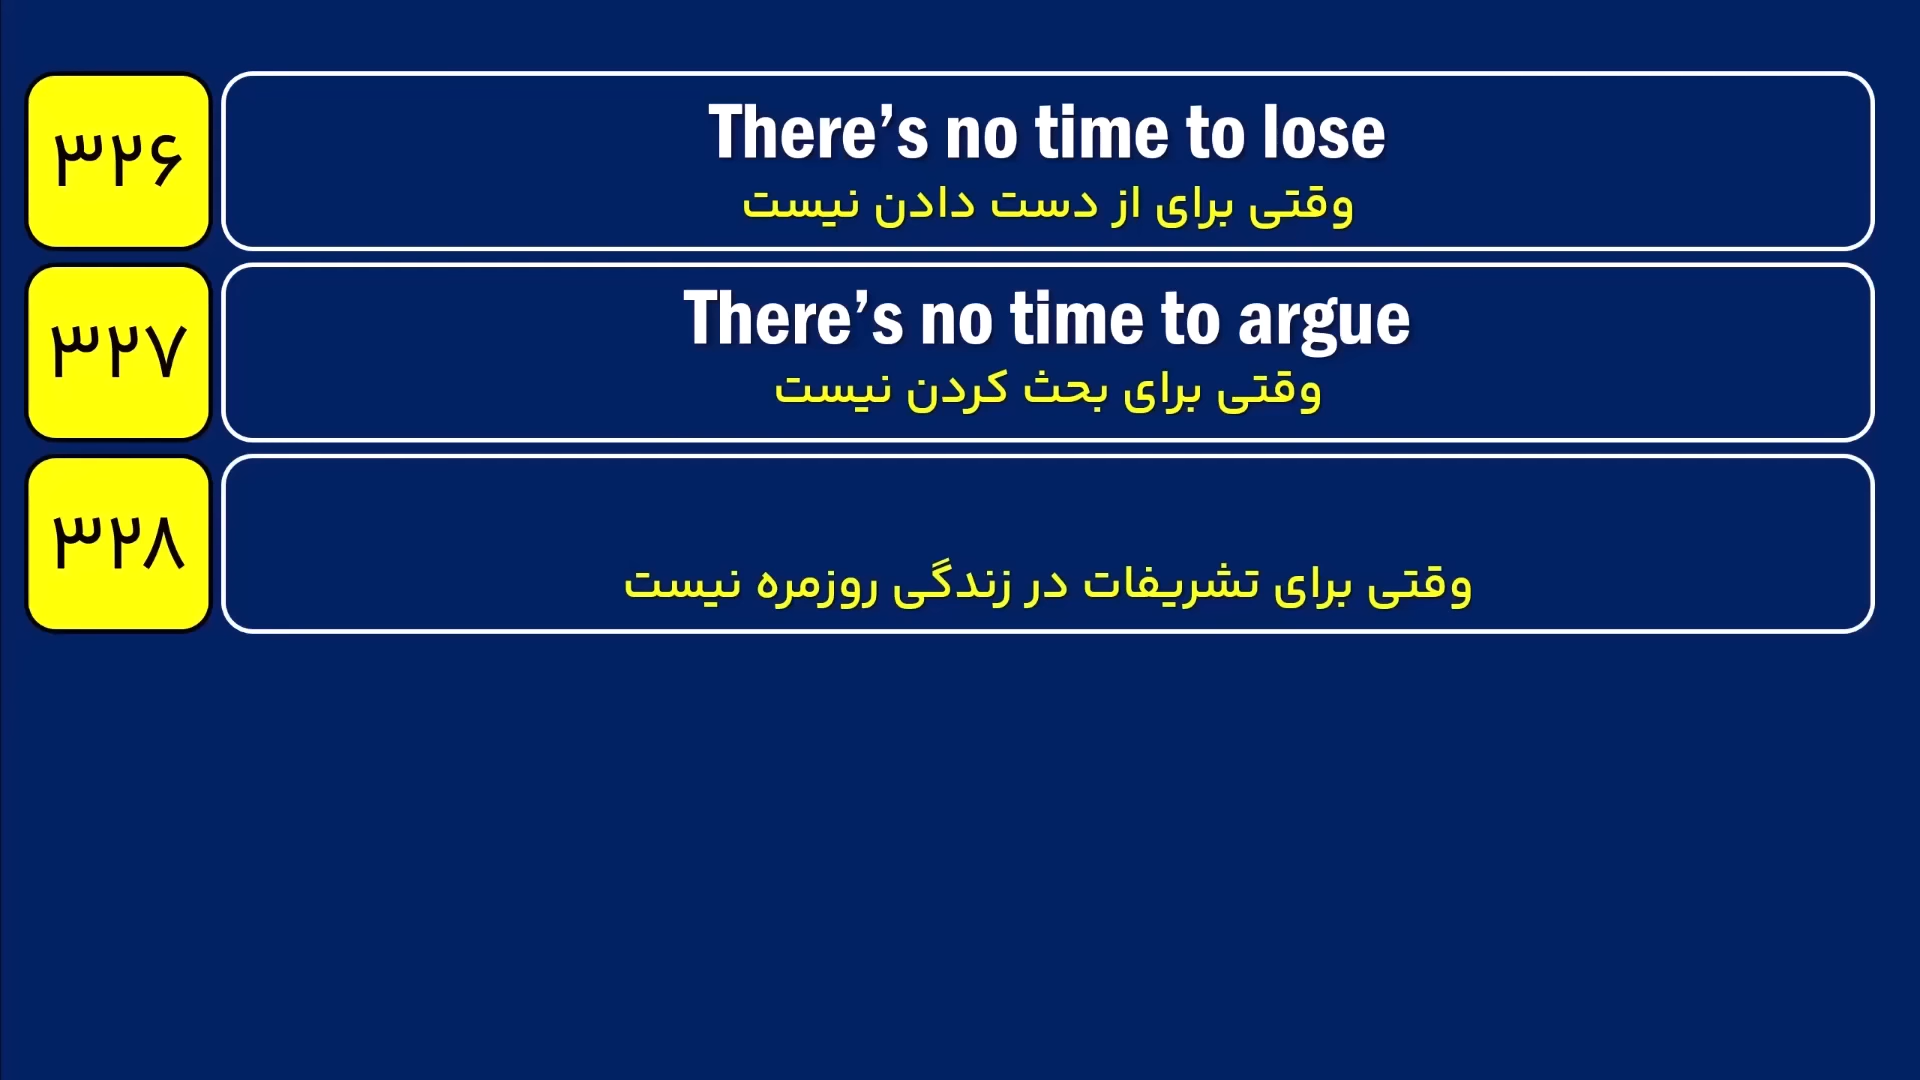 ۳۲۶
There’s no time to lose
وقتی برای از دست دادن نیست
۳۲۷
There’s no time to argue
وقتی برای بحث کردن نیست
۳۲۸
وقتی برای تشریفات در زندگی روزمره نیست